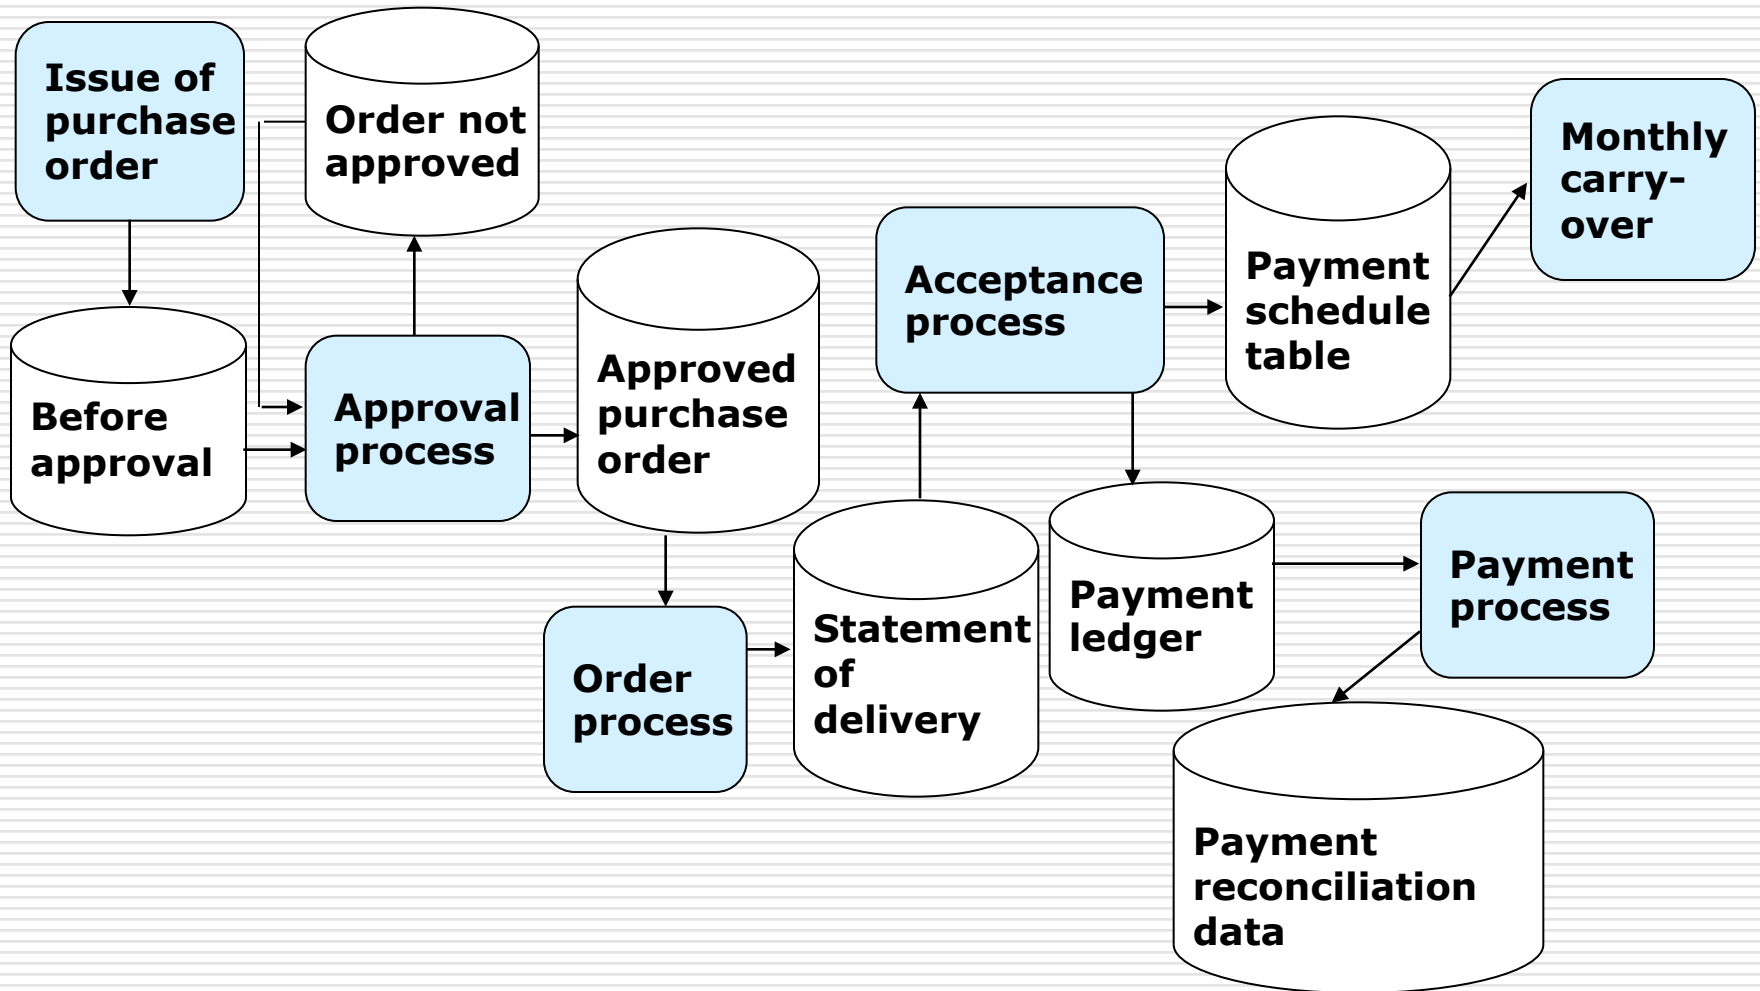 Issue of
purchase
order
Order not
approved
Monthly
carry-
over
Before
approval
Approval
process
Approved
purchase
order
Acceptance
process
Payment
schedule
table
Order
process
Statement
of
delivery
Payment
ledger
Payment
process
Payment
reconciliation
data